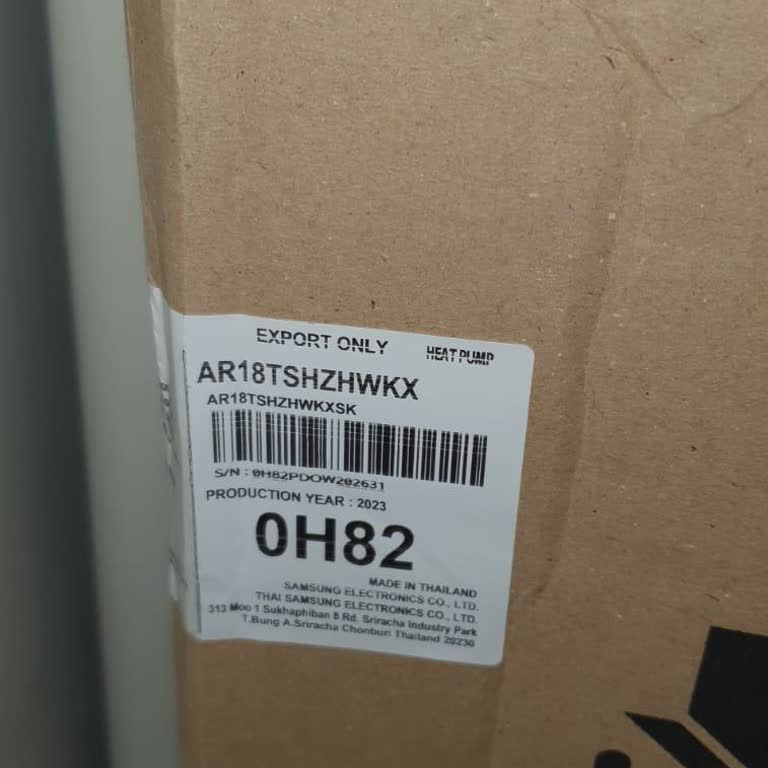 EXPORT ONLY
HEAT PUMP
AR18TSHZHWKX
AR18TSHZHWKXSK
S/N : 0H82PDOW202631
PRODUCTION YEAR : 2023
0H82
MADE IN THAILAND
SAMSUNG ELECTRONICS CO., LTD.
THAI SAMSUNG ELECTRONICS CO., LTD.
313 Moo 1 Sukhaphiban 8 Rd. Sriracha Industry Park
T.Bung A.Sriracha Chonburi Thailand 20230